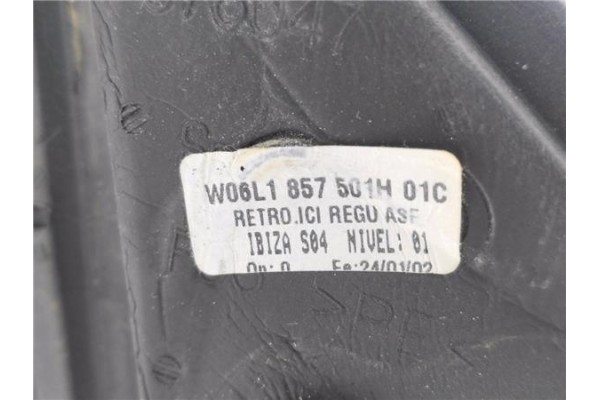 W06L1 857 501H 01C
RETRO.ICI REGU ASF
IBIZA S04 NIVEL: 01
Op: 0 Fe:24/01/02